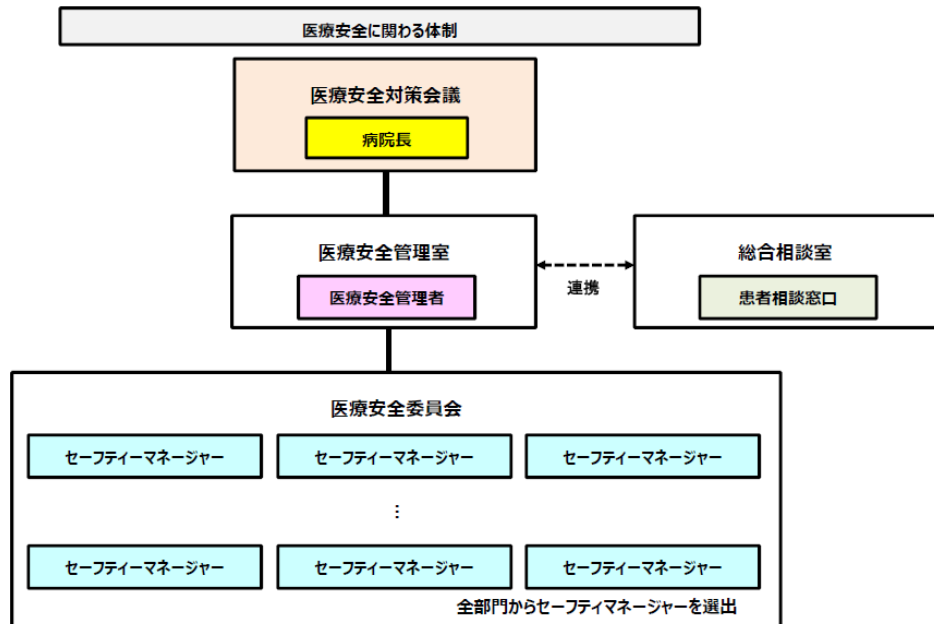 医療安全に関わる体制
医療安全対策会議
病院長
医療安全管理室
医療安全管理者
連携
総合相談室
患者相談窓口
医療安全委員会
セーフティーマネージャー
セーフティーマネージャー
セーフティーマネージャー
⋮
セーフティーマネージャー
セーフティーマネージャー
セーフティーマネージャー
全部門からセーフティマネージャーを選出